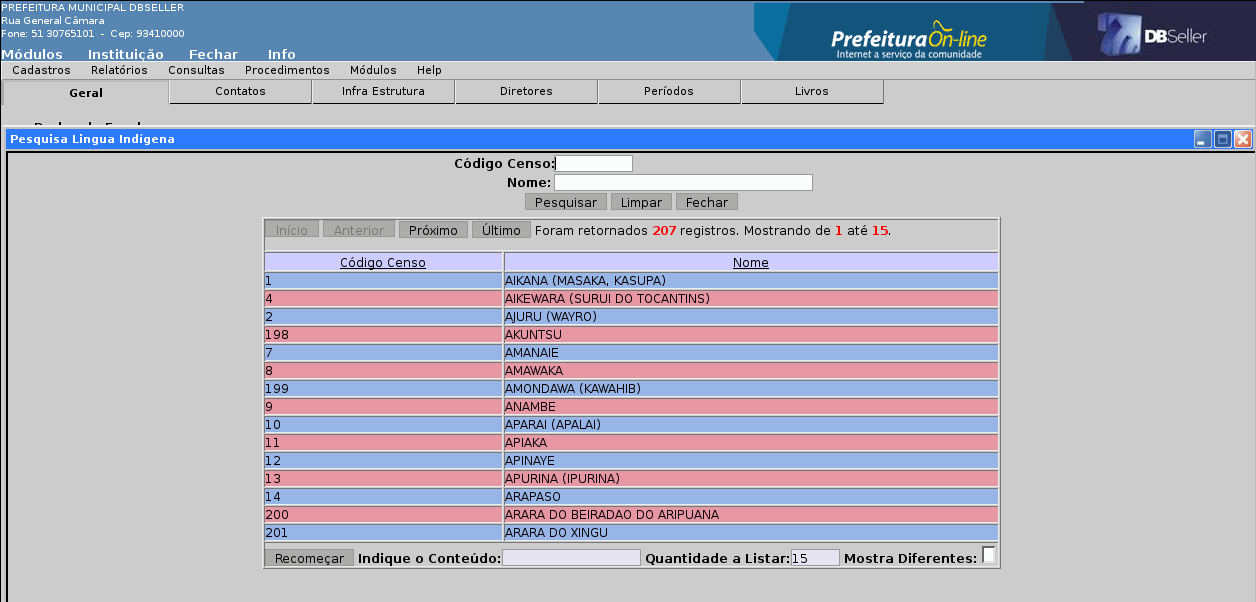 PREFEITURA MUNICIPAL DBSELLER
Rua General Câmara
Fone: 51 30765101 - Cep: 93410000
Prefeitura On-line
Internet a serviço da comunidade
DBSeller
Módulos Instituição Fechar Info
Cadastros Relatórios Consultas Procedimentos Módulos Help
Geral Contatos Infra Estrutura Diretores Períodos Livros
Pesquisa Lingua Indígena
Código Censo:
Nome:
Pesquisar Limpar Fechar
Início Anterior Próximo Último Foram retornados 207 registros. Mostrando de 1 até 15.
Código Censo Nome
1 AIKANA (MASAKA, KASUPA)
4 AIKEWARA (SURUI DO TOCANTINS)
2 AJURU (WAYRO)
198 AKUNTSU
7 AMANAIE
8 AMAWAKA
199 AMONDAWA (KAWAHIB)
9 ANAMBE
10 APARAI (APALAI)
11 APIAKA
12 APINAYE
13 APURINA (IPURINA)
14 ARAPASO
200 ARARA DO BEIRADAO DO ARIPUANA
201 ARARA DO XINGU
Recomeçar Indique o Conteúdo: Quantidade a Listar: 15 Mostra Diferentes: